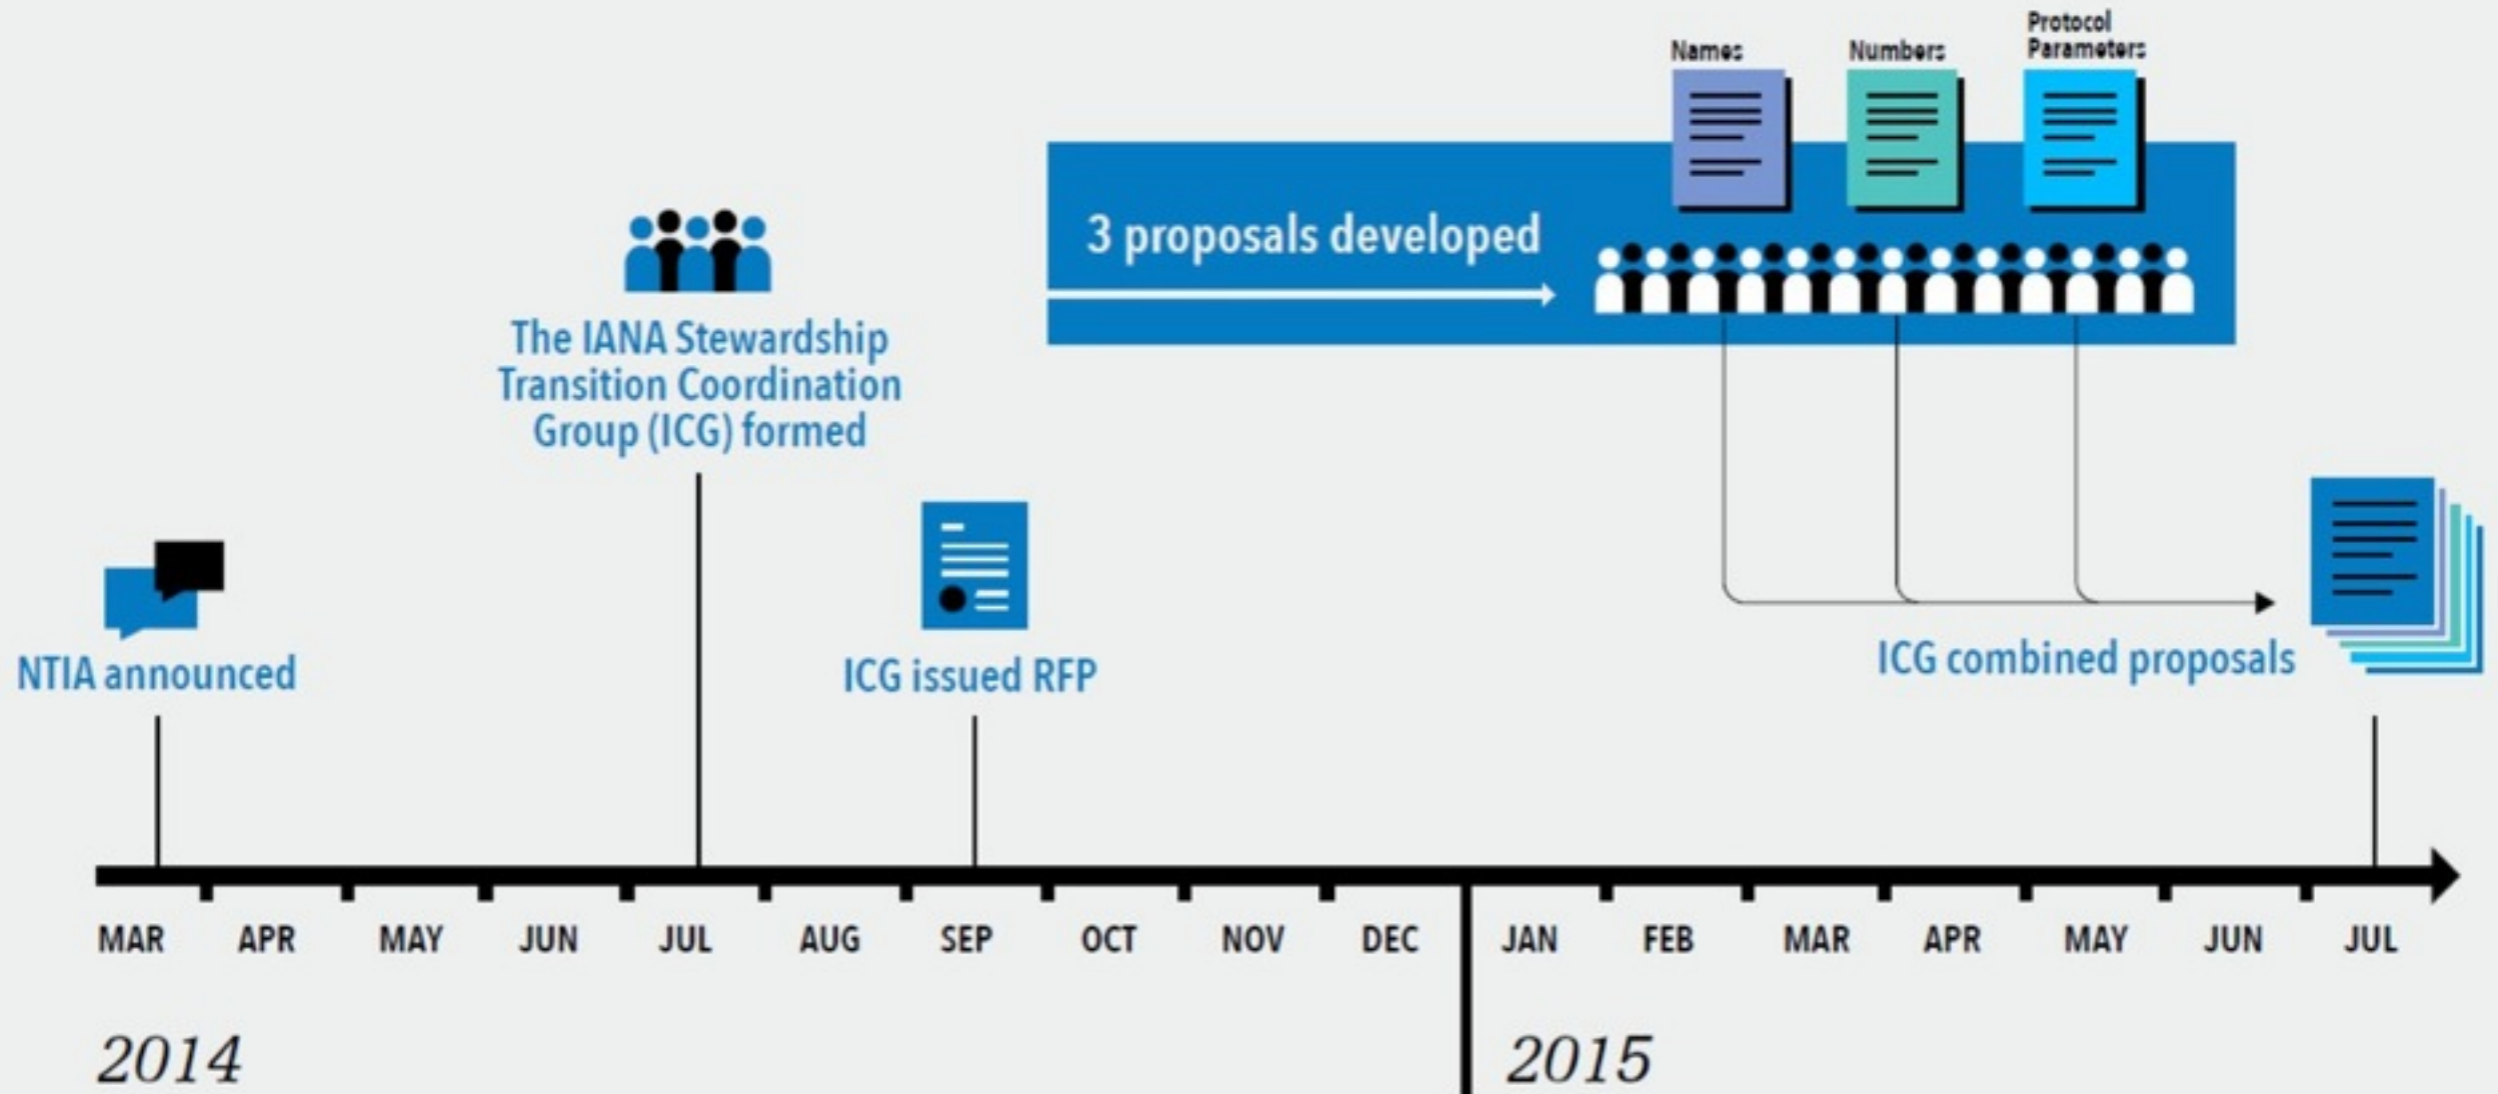 Names
Numbers
Protocol
Parameters
3 proposals developed
The IANA Stewardship
Transition Coordination
Group (ICG) formed
NTIA announced
ICG issued RFP
ICG combined proposals
MAR APR MAY JUN JUL AUG SEP OCT NOV DEC JAN FEB MAR APR MAY JUN JUL
2014 2015